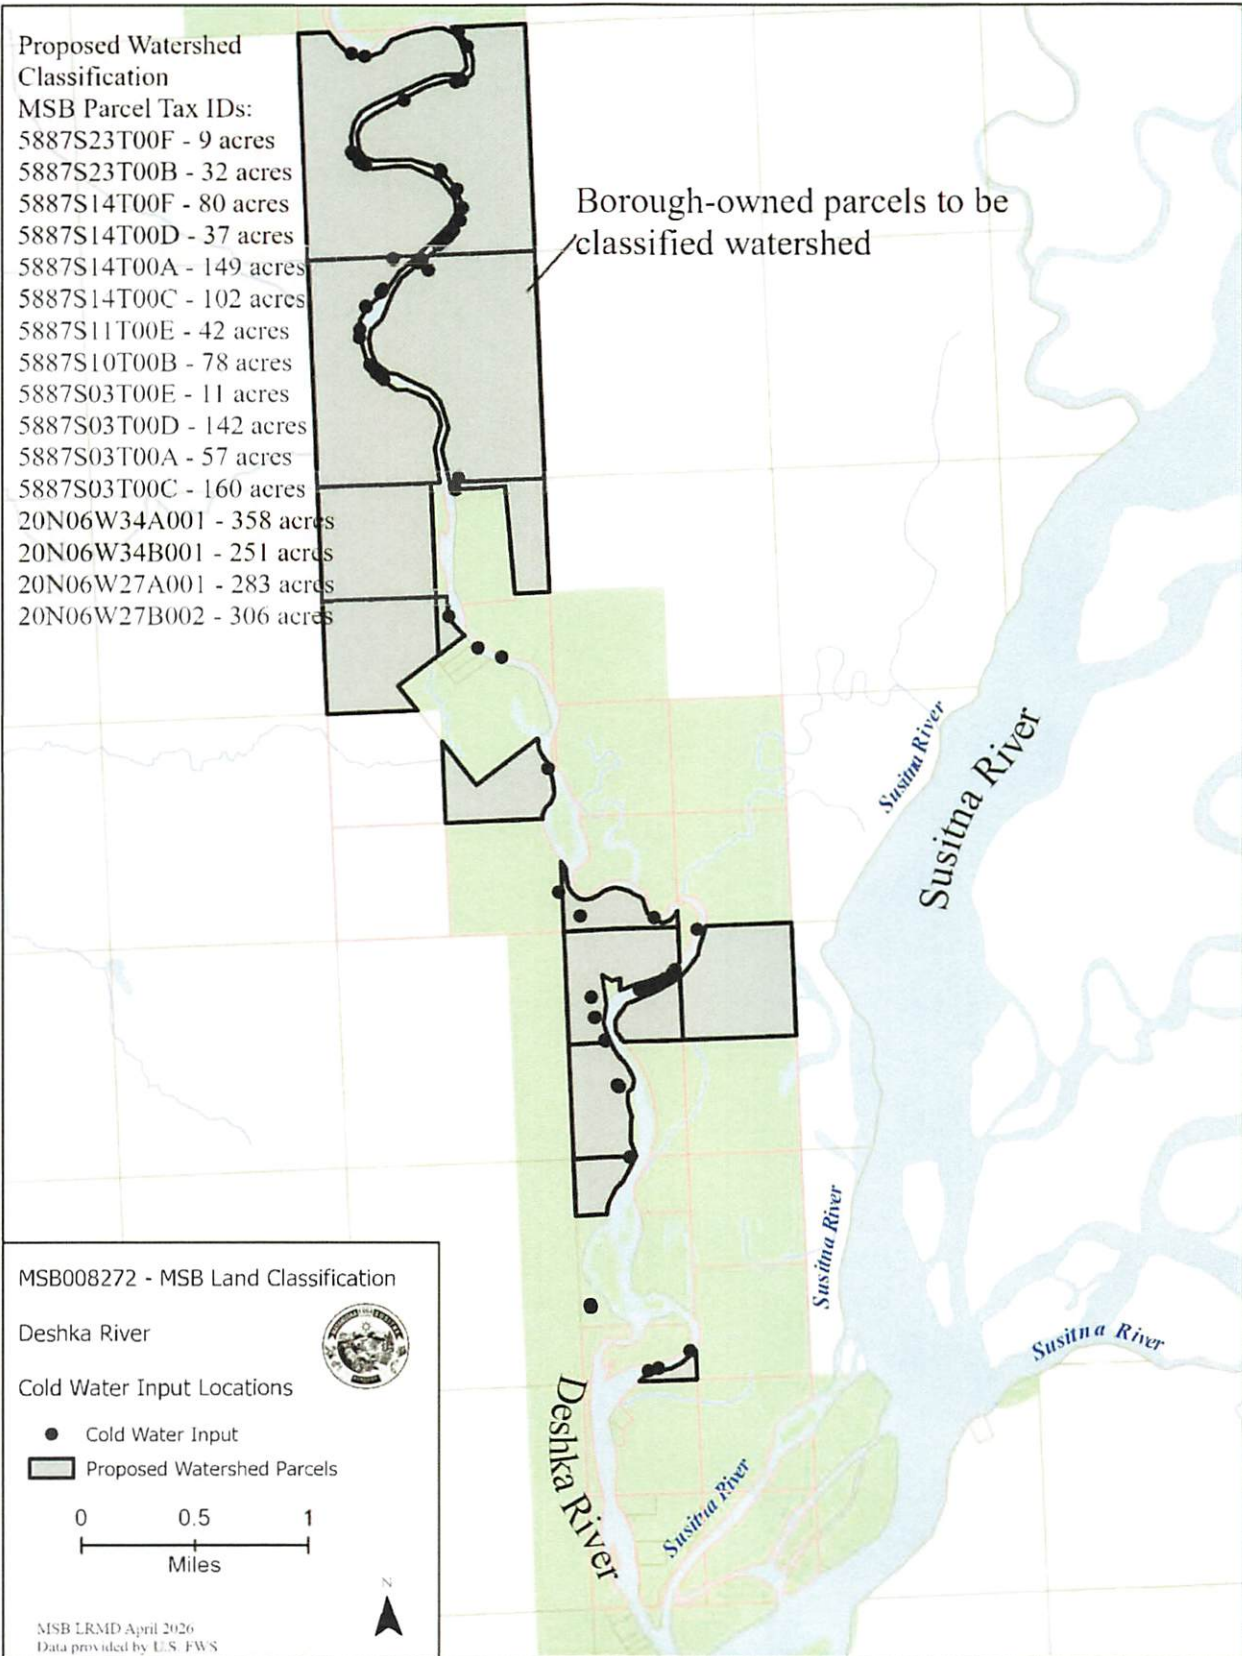 Proposed Watershed
Classification
MSB Parcel Tax IDs:
5887S23T00F - 9 acres
5887S23T00B - 32 acres
5887S14T00F - 80 acres
5887S14T00D - 37 acres
5887S14T00A - 149 acres
5887S14T00C - 102 acres
5887S11T00E - 42 acres
5887S10T00B - 78 acres
5887S03T00E - 11 acres
5887S03T00D - 142 acres
5887S03T00A - 57 acres
5887S03T00C - 160 acres
20N06W34A001 - 358 acres
20N06W34B001 - 251 acres
20N06W27A001 - 283 acres
20N06W27B002 - 306 acres
Borough-owned parcels to be
classified watershed
Susitna River
Susitna River
Susitna River
Susitna River
Deshka River
Susitna River
MSB008272 - MSB Land Classification
Deshka River
Cold Water Input Locations
Cold Water Input
Proposed Watershed Parcels
0 0.5 1
Miles
N
MSB LRMD April 2026
Data provided by U.S. FWS